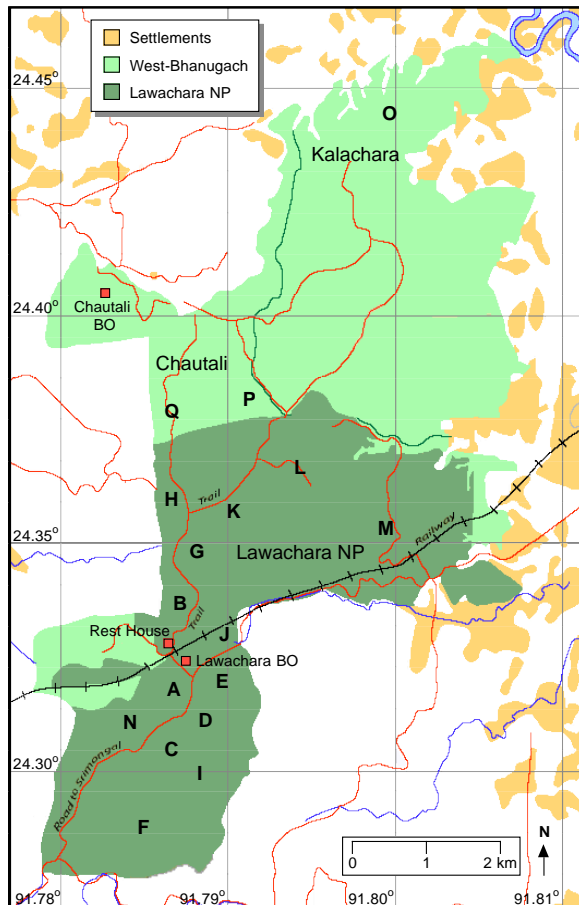 Settlements
West-Bhanugach
Lawachara NP
24.45
O
Kalachara
24.40°
Chautali
BO
Chautali
P
Q
L
H
Trail
K
M
Railway
24.35
G
Lawachara NP
B
Trail
Rest House
J
Lawachara BO
A
E
N
D
C
I
24.30
Road to Srimongal
F
N
0 1 2 km
91.78° 91.79° 91.80° 91.81°